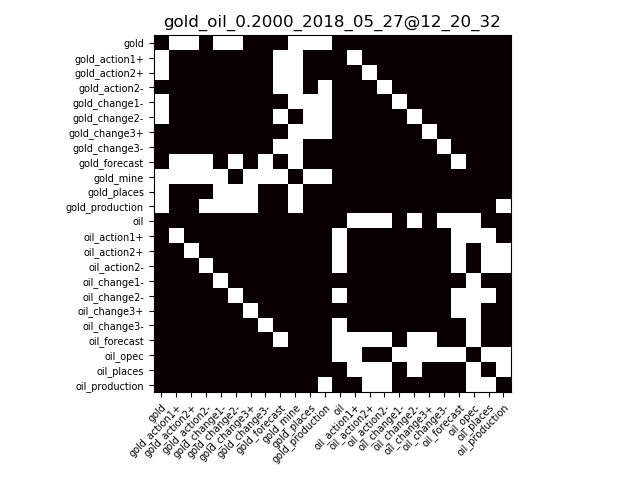 gold_oil_0.2000_2018_05_27@12_20_32
gold
gold_action1+
gold_action2+
gold_action2-
gold_change1-
gold_change2-
gold_change3+
gold_change3-
gold_forecast
gold_mine
gold_places
gold_production
oil
oil_action1+
oil_action2+
oil_action2-
oil_change1-
oil_change2-
oil_change3+
oil_change3-
oil_forecast
oil_opec
oil_places
oil_production
gold
gold_action1+
gold_action2+
gold_action2-
gold_change1-
gold_change2-
gold_change3+
gold_change3-
gold_forecast
gold_mine
gold_places
gold_production
oil
oil_action1+
oil_action2+
oil_action2-
oil_change1-
oil_change2-
oil_change3+
oil_change3-
oil_forecast
oil_opec
oil_places
oil_production